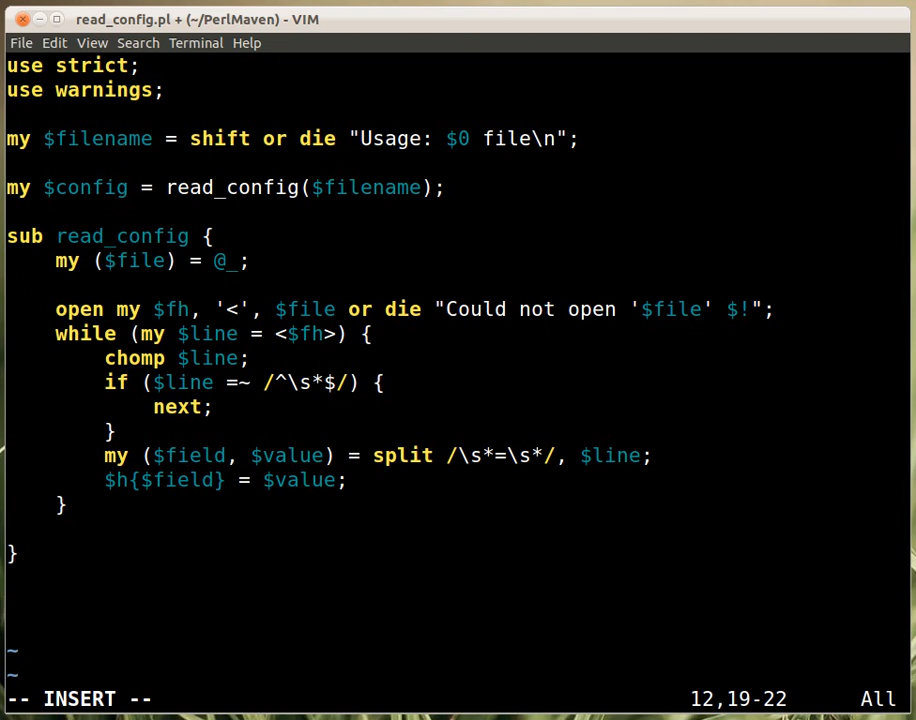 read_config.pl + (~/PerlMaven) - VIM
File Edit View Search Terminal Help
use strict;
use warnings;
my $filename = shift or die "Usage: $0 file\n";
my $config = read_config($filename);
sub read_config {
    my ($file) = @_;
    open my $fh, '<', $file or die "Could not open '$file' $!";
    while (my $line = <$fh>) {
        chomp $line;
        if ($line =~ /^\s*$/) {
            next;
        }
        my ($field, $value) = split /\s*=\s*/, $line;
        $h{$field} = $value;
    }
}
~
~
-- INSERT -- 12,19-22 All